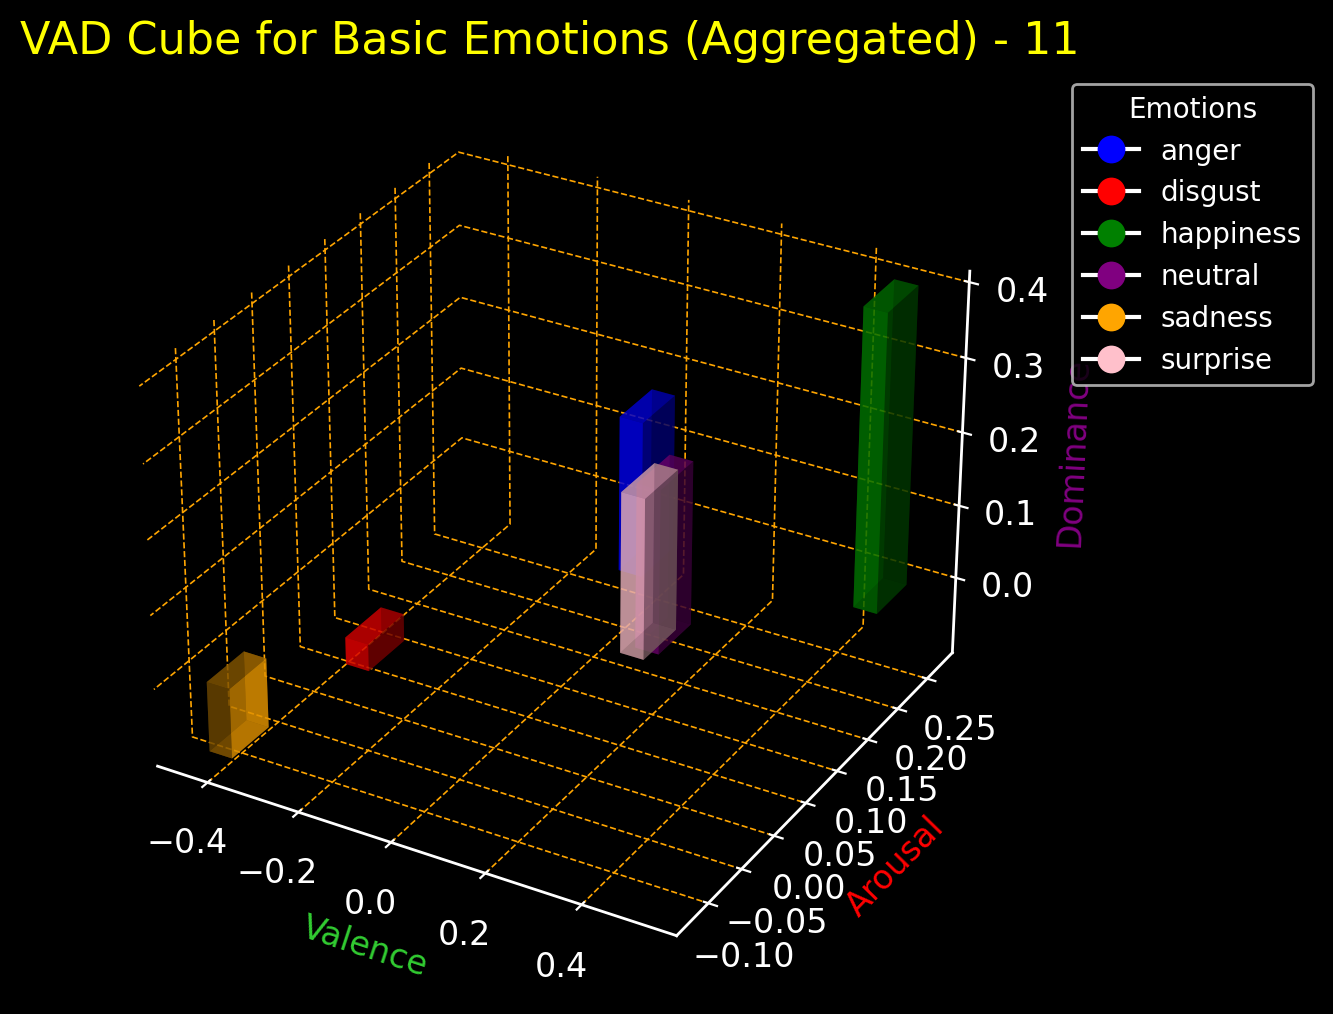 VAD Cube for Basic Emotions (Aggregated) - 11
Emotions
anger
disgust
happiness
neutral
sadness
surprise
0.4
0.3
0.2
0.1
0.0
Dominance
0.25
0.20
0.15
0.10
0.05
0.00
−0.05
−0.10
Arousal
−0.4
−0.2
0.0
0.2
0.4
Valence